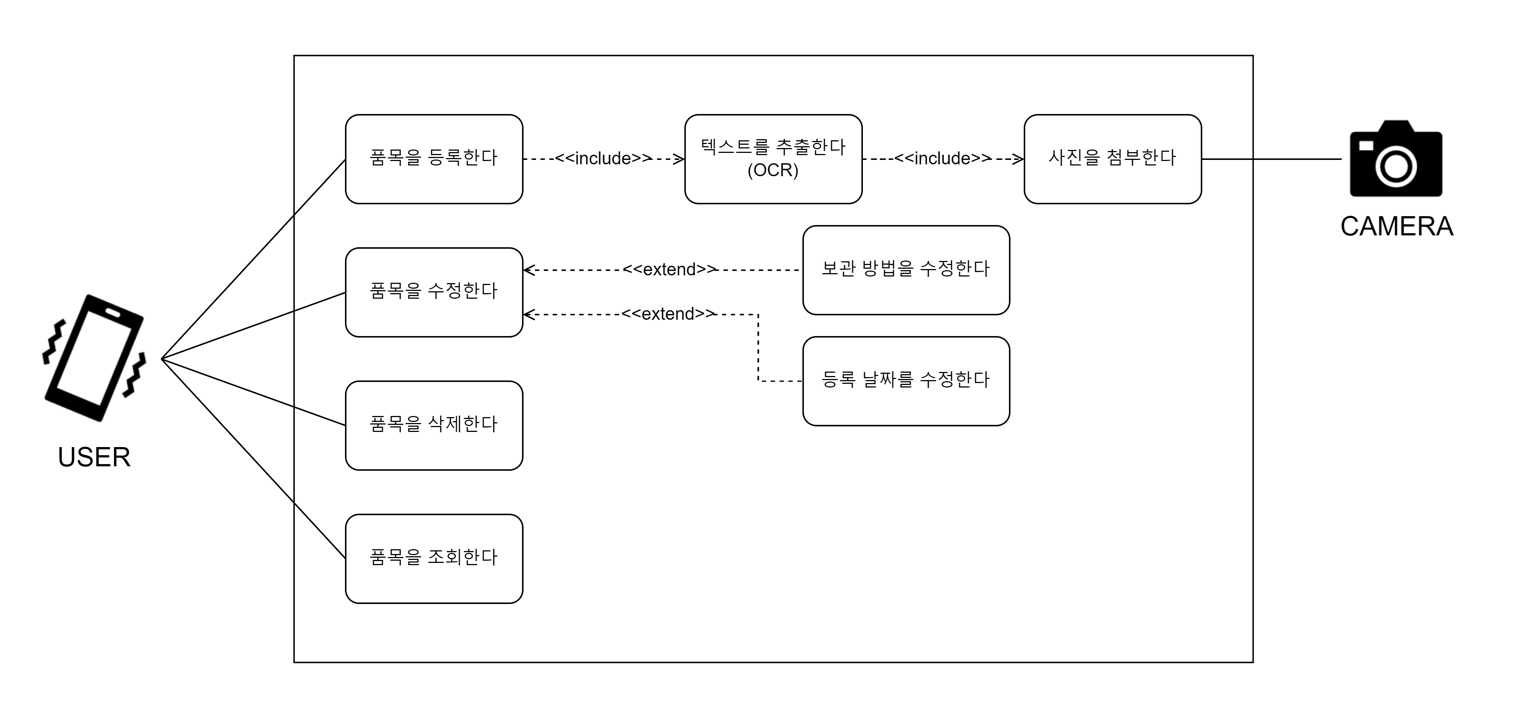 품목을 등록한다
<<include>>
텍스트를 추출한다
(OCR)
<<include>>
사진을 첨부한다
CAMERA
품목을 수정한다
<<extend>>
보관 방법을 수정한다
<<extend>>
등록 날짜를 수정한다
USER
품목을 삭제한다
품목을 조회한다